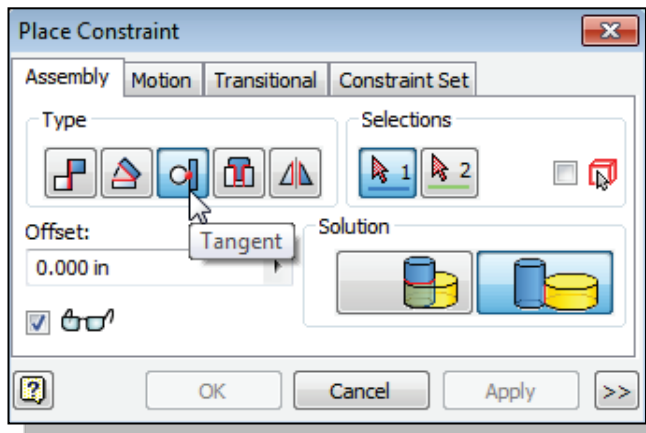 Place Constraint
Assembly Motion Transitional Constraint Set
Type Selections
1 2
Offset: Solution
Tangent
0.000 in
? OK Cancel Apply >>